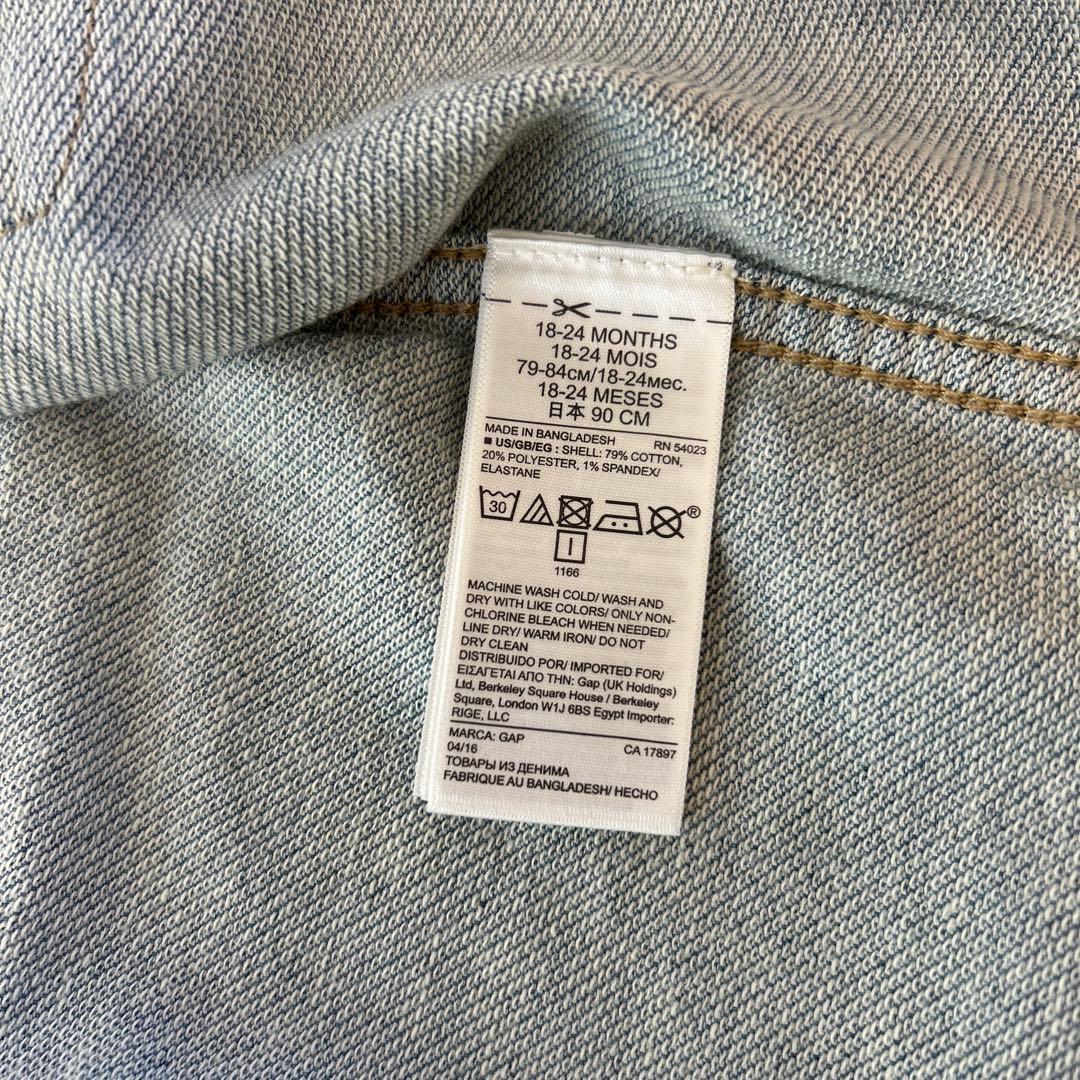 18-24 MONTHS
18-24 MOIS
79-84см/18-24мес.
18-24 MESES
日本 90 CM
MADE IN BANGLADESH RN 54023
■ US/GB/EG : SHELL: 79% COTTON,
20% POLYESTER, 1% SPANDEX/
ELASTANE
30
®
1166
MACHINE WASH COLD/ WASH AND
DRY WITH LIKE COLORS/ ONLY NON-
CHLORINE BLEACH WHEN NEEDED/
LINE DRY/ WARM IRON/ DO NOT
DRY CLEAN
DISTRIBUIDO POR/ IMPORTED FOR/
ΕΙΣΑΓΕΤΑΙ ΑΠΟ ΤΗΝ: Gap (UK Holdings)
Ltd, Berkeley Square House / Berkeley
Square, London W1J 6BS Egypt Importer:
RIGE, LLC
MARCA: GAP CA 17897
04/16
ТОВАРЫ ИЗ ДЕНИМА
FABRIQUE AU BANGLADESH/ HECHO